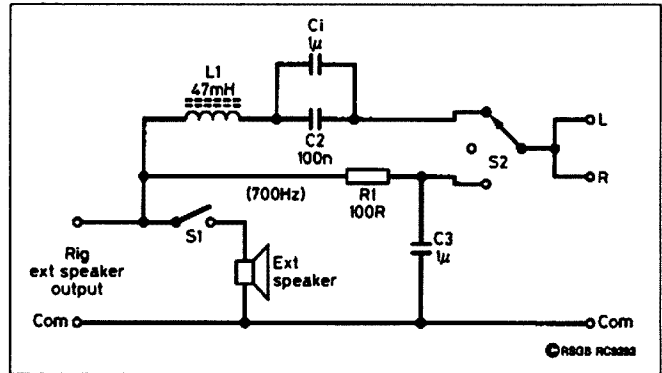 Ci
1μ
L1
47mH
C2
100n
L
S2
R
(700Hz)
R1
100R
C3
1μ
S1
Rig
ext speaker
output
Ext
speaker
Com
Com
© RSGB